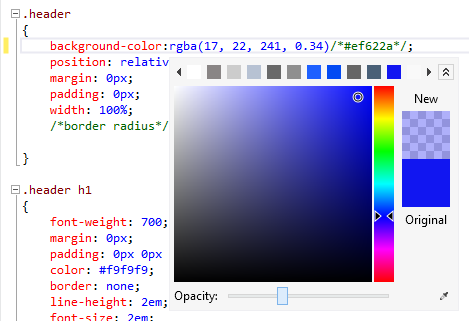 .header
{
background-color:rgba(17, 22, 241, 0.34)/*#ef622a*/;
position: relativ
margin: 0px;
padding: 0px;
width: 100%;
/*border radius*/
}
New
Original
Opacity:
.header h1
{
font-weight: 700;
margin: 0px;
padding: 0px 0px
color: #f9f9f9;
border: none;
line-height: 2em;
font-size: 2em;